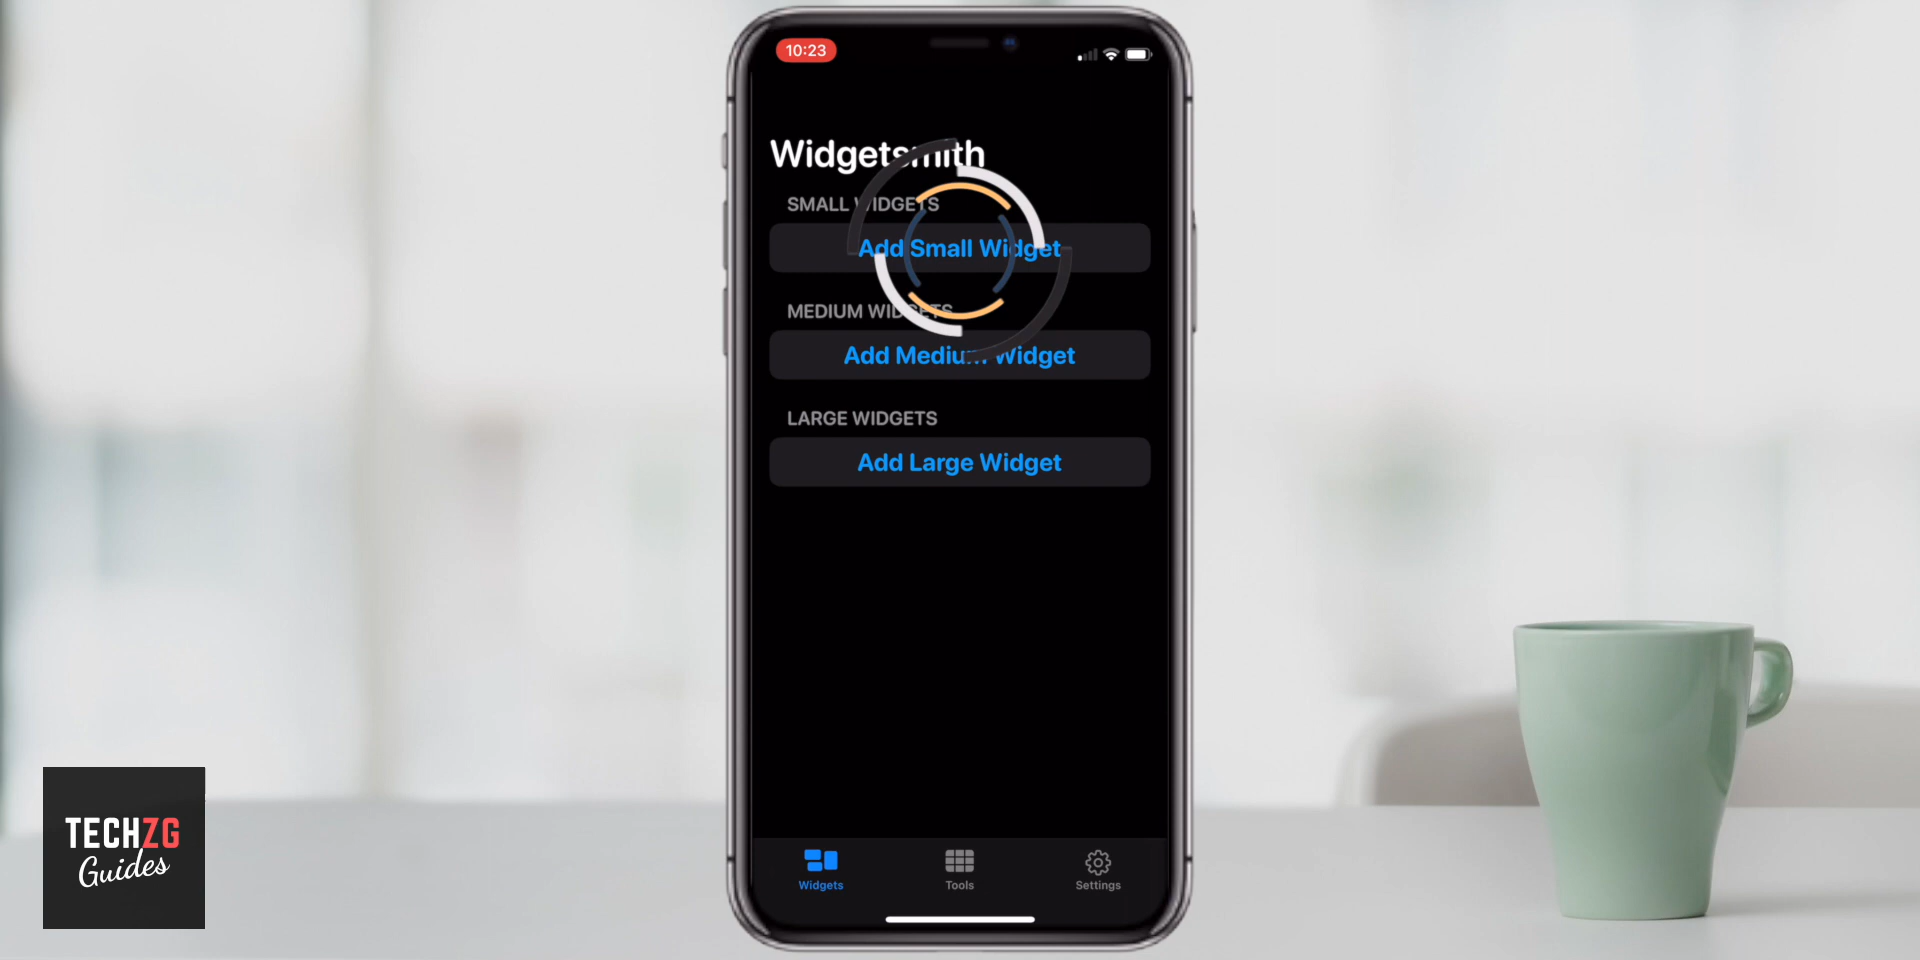 10:23
Widgetsmith
SMALL WIDGETS
Add Small Widget
MEDIUM WIDGETS
Add Medium Widget
LARGE WIDGETS
Add Large Widget
Widgets
Tools
Settings
TECHZG
Guides